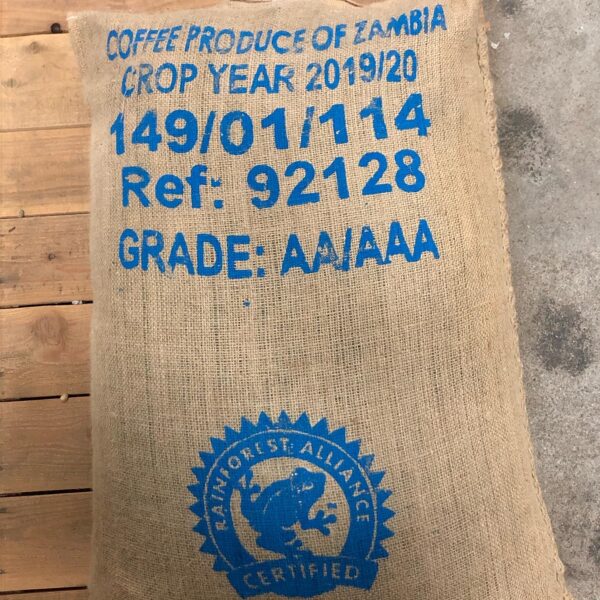 COFFEE PRODUCE OF ZAMBIA
CROP YEAR 2019/20
149/01/114
Ref: 92128
GRADE: AA/AAA
RAINFOREST ALLIANCE
CERTIFIED